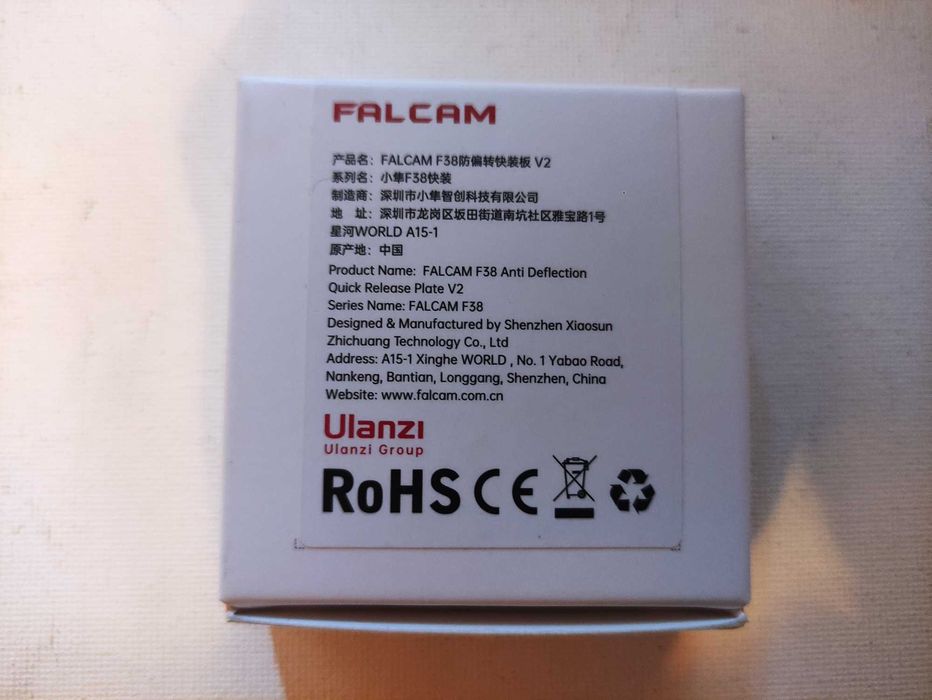 FALCAM
产品名：FALCAM F38防偏转快装板 V2
系列名：小隼F38快装
制造商：深圳市小隼智创科技有限公司
地　址：深圳市龙岗区坂田街道南坑社区雅宝路1号
星河WORLD A15-1
原产地：中国
Product Name: FALCAM F38 Anti Deflection
Quick Release Plate V2
Series Name: FALCAM F38
Designed & Manufactured by Shenzhen Xiaosun
Zhichuang Technology Co., Ltd
Address: A15-1 Xinghe WORLD , No. 1 Yabao Road,
Nankeng, Bantian, Longgang, Shenzhen, China
Website: www.falcam.com.cn
Ulanzi
Ulanzi Group
RoHS CE